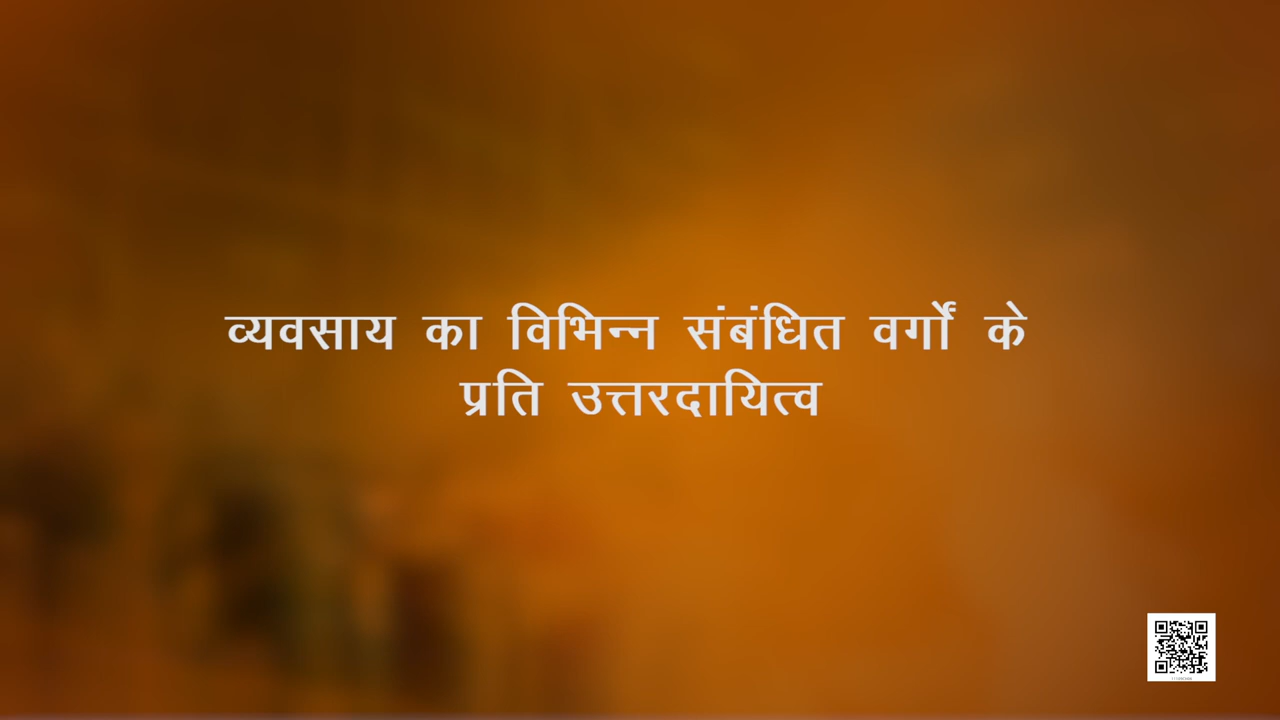 व्यवसाय का विभिन्न संबंधित वर्गों के
प्रति उत्तरदायित्व